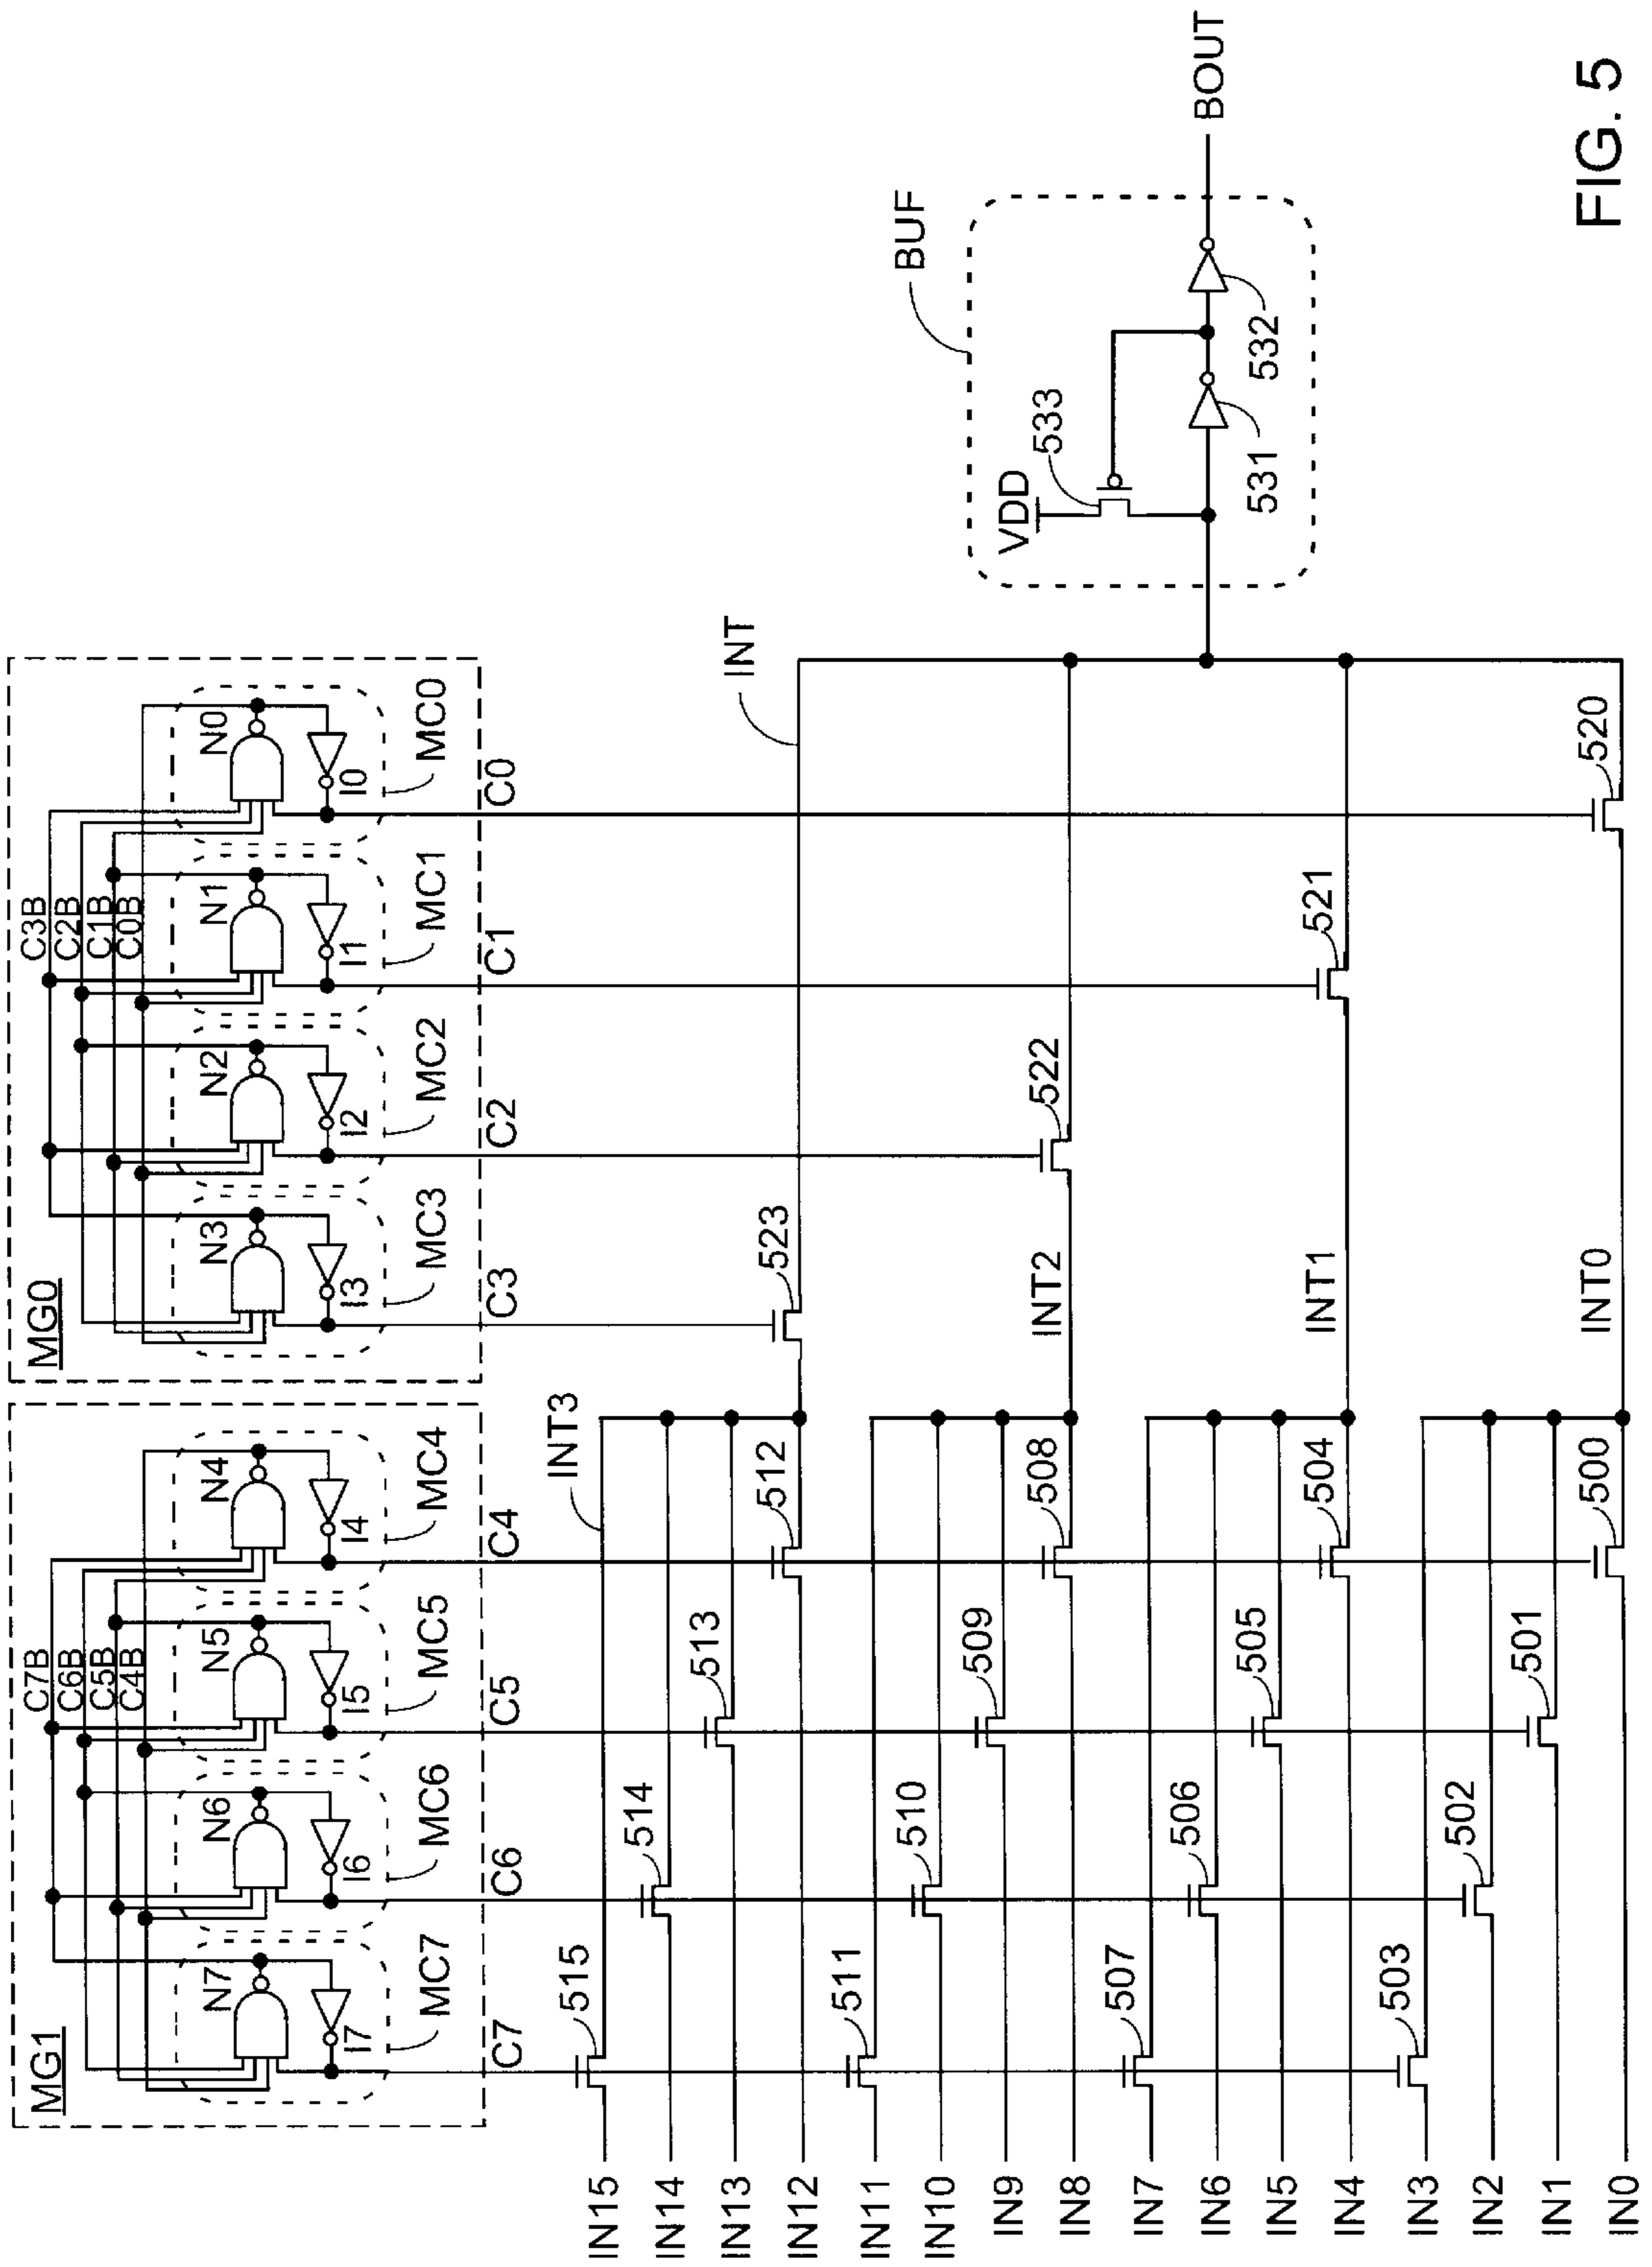 MG1
MG0
C7B
C6B
C5B
C4B
C3B
C2B
C1B
C0B
N7
N6
N5
N4
N3
N2
N1
N0
I7
I6
I5
I4
I3
I2
I1
I0
MC7
MC6
MC5
MC4
MC3
MC2
MC1
MC0
C7
C6
C5
C4
C3
C2
C1
C0
IN15
IN14
IN13
IN12
IN11
IN10
IN9
IN8
IN7
IN6
IN5
IN4
IN3
IN2
IN1
IN0
515
514
513
512
511
510
509
508
507
506
505
504
503
502
501
500
INT3
INT2
INT1
INT0
523
522
521
520
INT
BUF
VDD
533
531
532
BOUT
FIG. 5